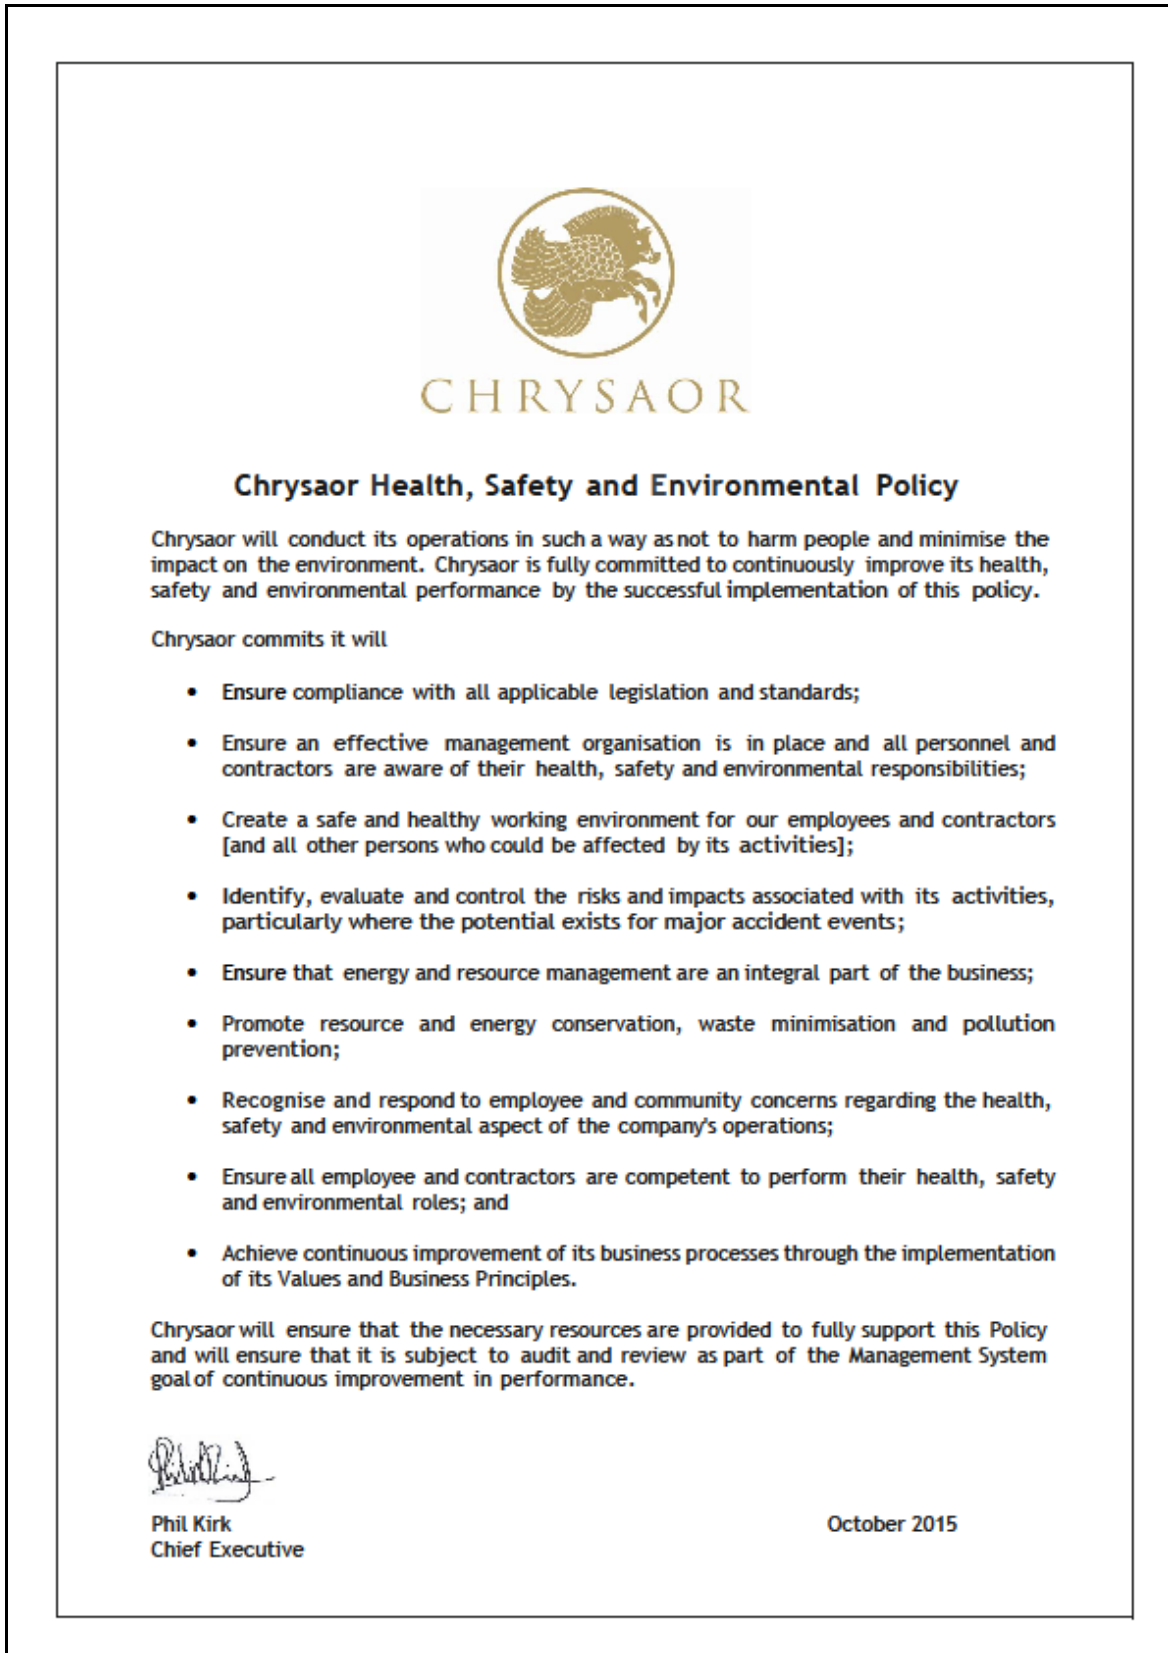 CHRYSAOR
Chrysaor Health, Safety and Environmental Policy
Chrysaor will conduct its operations in such a way as not to harm people and minimise the
impact on the environment. Chrysaor is fully committed to continuously improve its health,
safety and environmental performance by the successful implementation of this policy.
Chrysaor commits it will
• Ensure compliance with all applicable legislation and standards;
• Ensure an effective management organisation is in place and all personnel and
contractors are aware of their health, safety and environmental responsibilities;
• Create a safe and healthy working environment for our employees and contractors
[and all other persons who could be affected by its activities];
• Identify, evaluate and control the risks and impacts associated with its activities,
particularly where the potential exists for major accident events;
• Ensure that energy and resource management are an integral part of the business;
• Promote resource and energy conservation, waste minimisation and pollution
prevention;
• Recognise and respond to employee and community concerns regarding the health,
safety and environmental aspect of the company's operations;
• Ensure all employee and contractors are competent to perform their health, safety
and environmental roles; and
• Achieve continuous improvement of its business processes through the implementation
of its Values and Business Principles.
Chrysaor will ensure that the necessary resources are provided to fully support this Policy
and will ensure that it is subject to audit and review as part of the Management System
goal of continuous improvement in performance.
Phil Kirk
Chief Executive
October 2015